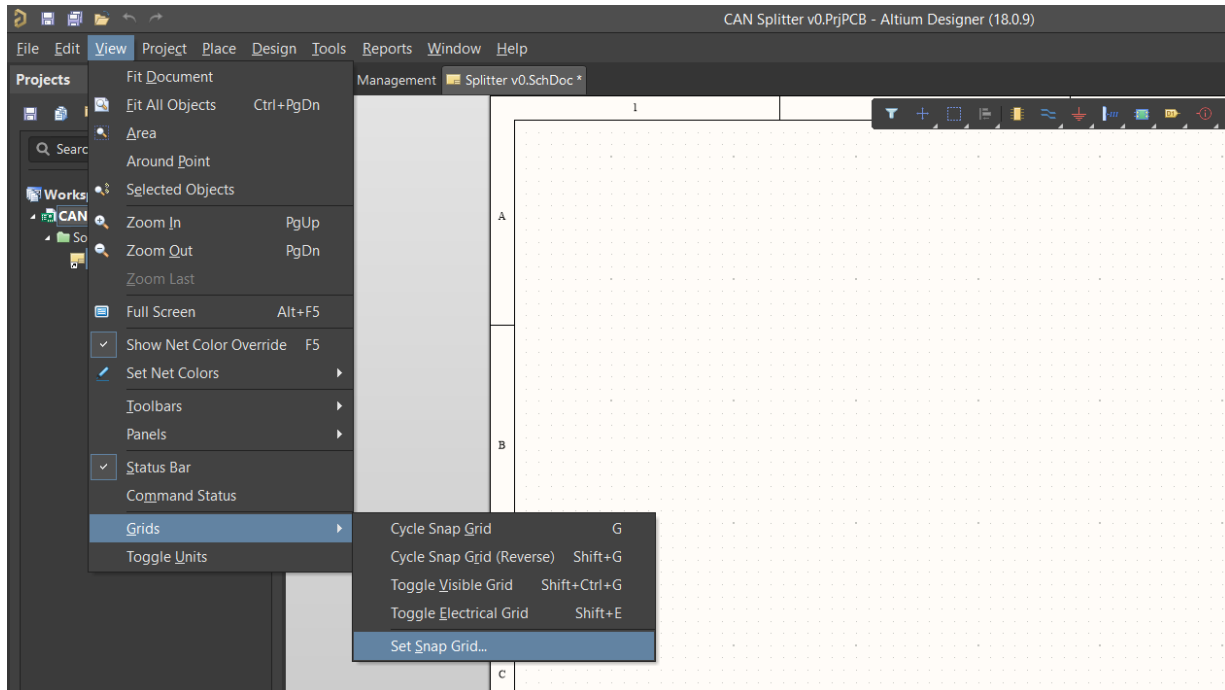 CAN Splitter v0.PrjPCB - Altium Designer (18.0.9)
File Edit View Project Place Design Tools Reports Window Help
Projects
Management
Splitter v0.SchDoc *
Fit Document
Fit All Objects Ctrl+PgDn
Area
Around Point
Selected Objects
Zoom In PgUp
Zoom Out PgDn
Zoom Last
Full Screen Alt+F5
Show Net Color Override F5
Set Net Colors
Toolbars
Panels
Status Bar
Command Status
Grids
Toggle Units
Cycle Snap Grid G
Cycle Snap Grid (Reverse) Shift+G
Toggle Visible Grid Shift+Ctrl+G
Toggle Electrical Grid Shift+E
Set Snap Grid...
Searc
Works
CAN
So
1
A
B
C